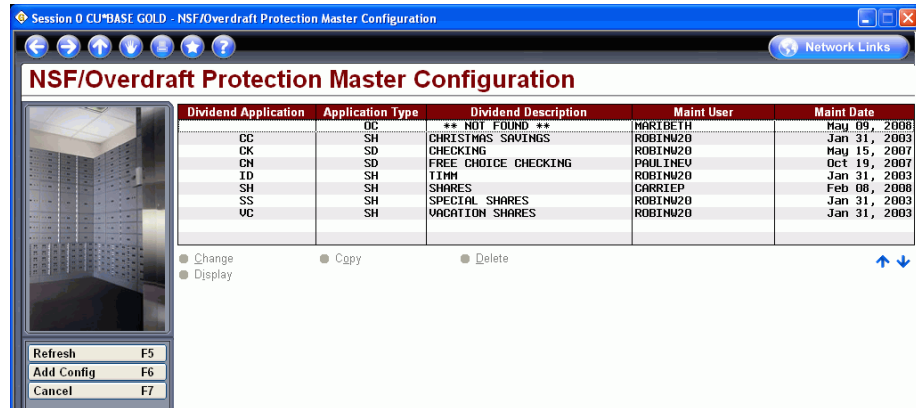 Session 0 CU*BASE GOLD - NSF/Overdraft Protection Master Configuration
Network Links
NSF/Overdraft Protection Master Configuration
Dividend Application Application Type Dividend Description Maint User Maint Date
OC ** NOT FOUND ** MARIBETH May 09, 2008
CC SH CHRISTMAS SAVINGS ROBINW20 Jan 31, 2003
CK SD CHECKING ROBINW20 May 15, 2007
CN SD FREE CHOICE CHECKING PAULINEV Oct 19, 2007
ID SH TIMM ROBINW20 Jan 31, 2003
SH SH SHARES CARRIEP Feb 08, 2008
SS SH SPECIAL SHARES ROBINW20 Jan 31, 2003
VC SH VACATION SHARES ROBINW20 Jan 31, 2003
Change Copy Delete
Display
Refresh F5
Add Config F6
Cancel F7